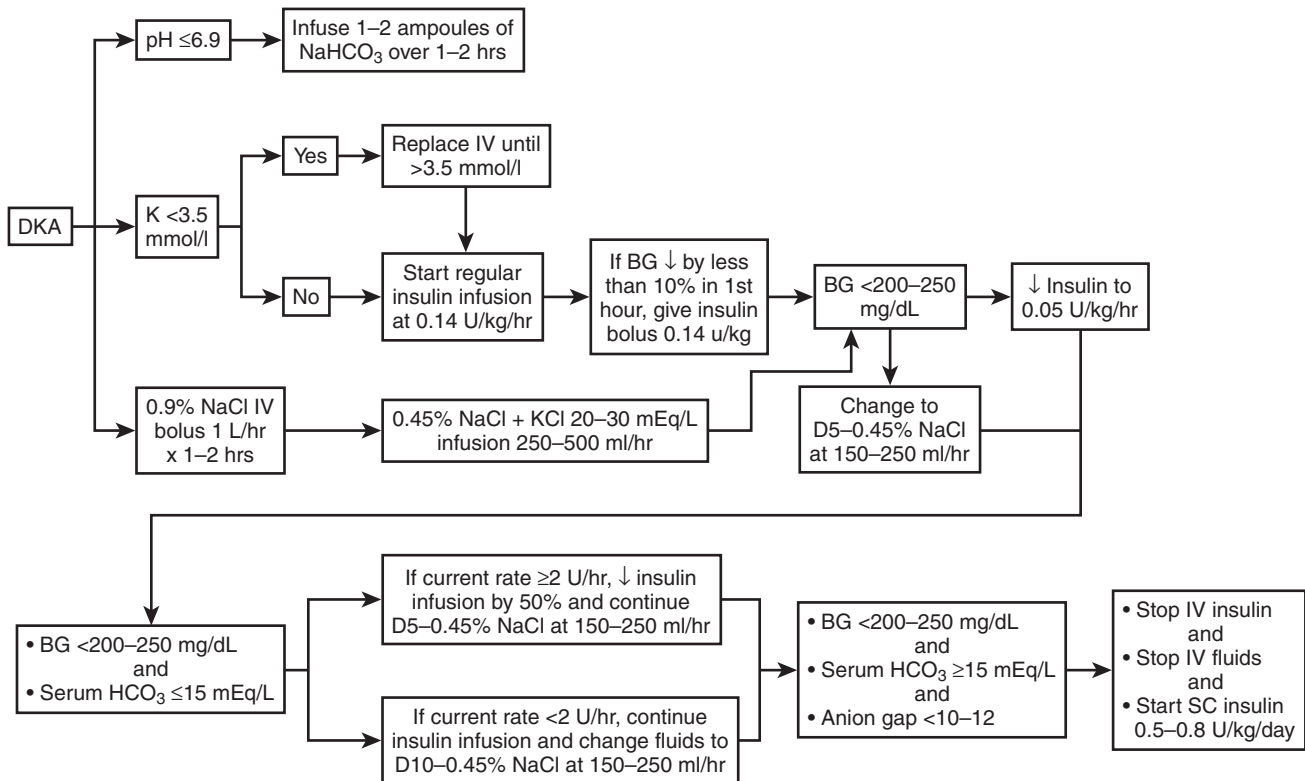 pH ≤6.9
Infuse 1–2 ampoules of
NaHCO₃ over 1–2 hrs
DKA
K <3.5
mmol/l
Yes
Replace IV until
>3.5 mmol/l
No
Start regular
insulin infusion
at 0.14 U/kg/hr
If BG ↓ by less
than 10% in 1st
hour, give insulin
bolus 0.14 u/kg
BG <200–250
mg/dL
↓ Insulin to
0.05 U/kg/hr
0.9% NaCl IV
bolus 1 L/hr
x 1–2 hrs
0.45% NaCl + KCl 20–30 mEq/L
infusion 250–500 ml/hr
Change to
D5–0.45% NaCl
at 150–250 ml/hr
• BG <200–250 mg/dL
and
• Serum HCO₃ ≤15 mEq/L
If current rate ≥2 U/hr, ↓ insulin
infusion by 50% and continue
D5–0.45% NaCl at 150–250 ml/hr
If current rate <2 U/hr, continue
insulin infusion and change fluids to
D10–0.45% NaCl at 150–250 ml/hr
• BG <200–250 mg/dL
and
• Serum HCO₃ ≥15 mEq/L
and
• Anion gap <10–12
• Stop IV insulin
and
• Stop IV fluids
and
• Start SC insulin
0.5–0.8 U/kg/day